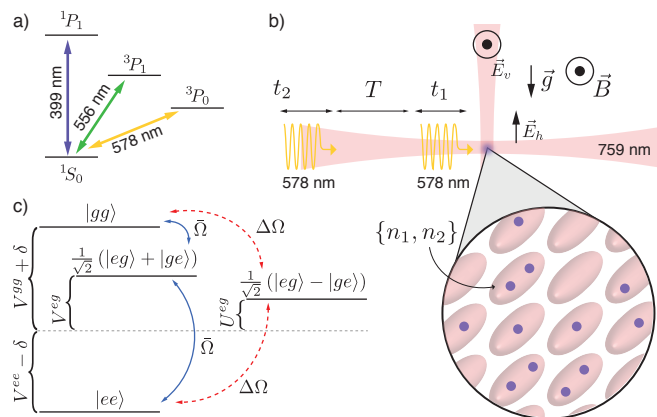 a)
¹P₁
³P₁
³P₀
399 nm
556 nm
578 nm
¹S₀
b)
t₂
T
t₁
578 nm
578 nm
E⃗ᵥ
g⃗
B⃗
E⃗ₕ
759 nm
{n₁, n₂}
c)
|gg⟩
Ω̄
ΔΩ
1/√2 (|eg⟩ + |ge⟩)
1/√2 (|eg⟩ − |ge⟩)
V^gg + δ
V^eg
U^eg
V^ee − δ
Ω̄
ΔΩ
|ee⟩